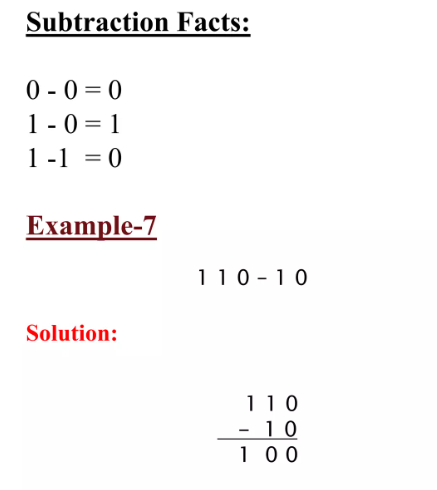 Subtraction Facts:
0 - 0 = 0
1 - 0 = 1
1 -1 = 0
Example-7
1 1 0 - 1 0
Solution:
1 1 0
- 1 0
1 0 0